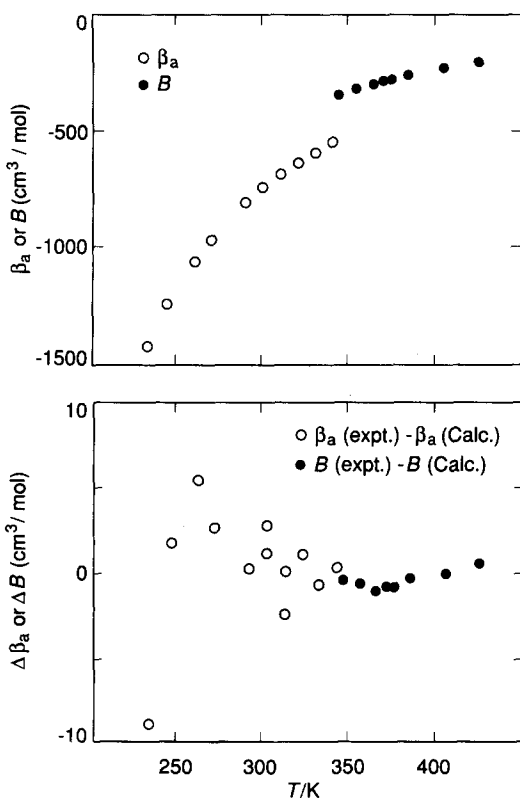 0
-500
-1000
-1500
βa or B (cm³ / mol)
○ βa
● B
10
0
-10
Δβa or ΔB (cm³/ mol)
○ βa (expt.) -βa (Calc.)
● B (expt.) -B (Calc.)
250 300 350 400
T/K